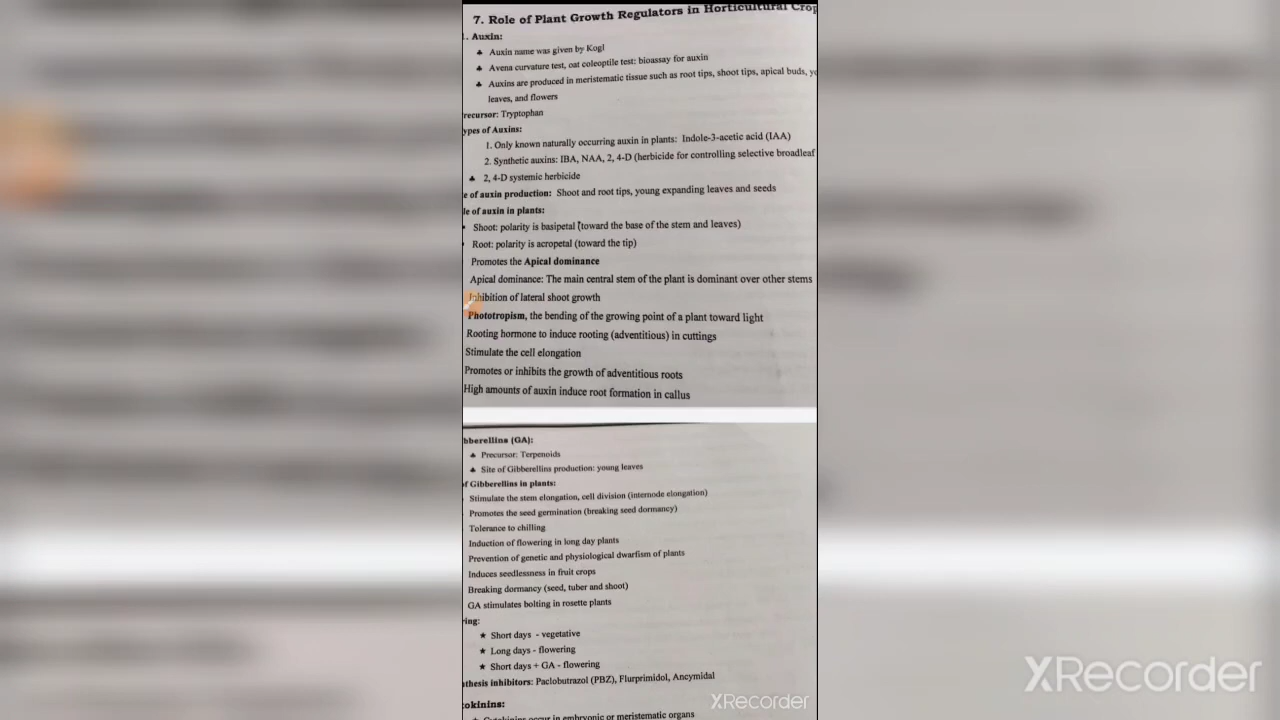 7. Role of Plant Growth Regulators in Horticultural Crop
. Auxin:
Auxin name was given by Kogl
Avena curvature test, oat coleoptile test: bioassay for auxin
Auxins are produced in meristematic tissue such as root tips, shoot tips, apical buds, yo
leaves, and flowers
recursor: Tryptophan
ypes of Auxins:
1. Only known naturally occurring auxin in plants: Indole-3-acetic acid (IAA)
2. Synthetic auxins: IBA, NAA, 2, 4-D (herbicide for controlling selective broadleaf
2, 4-D systemic herbicide
e of auxin production: Shoot and root tips, young expanding leaves and seeds
le of auxin in plants:
Shoot: polarity is basipetal (toward the base of the stem and leaves)
Root: polarity is acropetal (toward the tip)
Promotes the Apical dominance
Apical dominance: The main central stem of the plant is dominant over other stems
Inhibition of lateral shoot growth
Phototropism, the bending of the growing point of a plant toward light
Rooting hormone to induce rooting (adventitious) in cuttings
Stimulate the cell elongation
Promotes or inhibits the growth of adventitious roots
High amounts of auxin induce root formation in callus
bberellins (GA):
Precursor: Terpenoids
Site of Gibberellins production: young leaves
of Gibberellins in plants:
Stimulate the stem elongation, cell division (internode elongation)
Promotes the seed germination (breaking seed dormancy)
Tolerance to chilling
Induction of flowering in long day plants
Prevention of genetic and physiological dwarfism of plants
Induces seedlessness in fruit crops
Breaking dormancy (seed, tuber and shoot)
GA stimulates bolting in rosette plants
ring:
★ Short days - vegetative
★ Long days - flowering
★ Short days + GA - flowering
nthesis inhibitors: Paclobutrazol (PBZ), Flurprimidol, Ancymidal
okinins:
Cytokinins occur in embryonic or meristematic organs
XRecorder
XRecorder